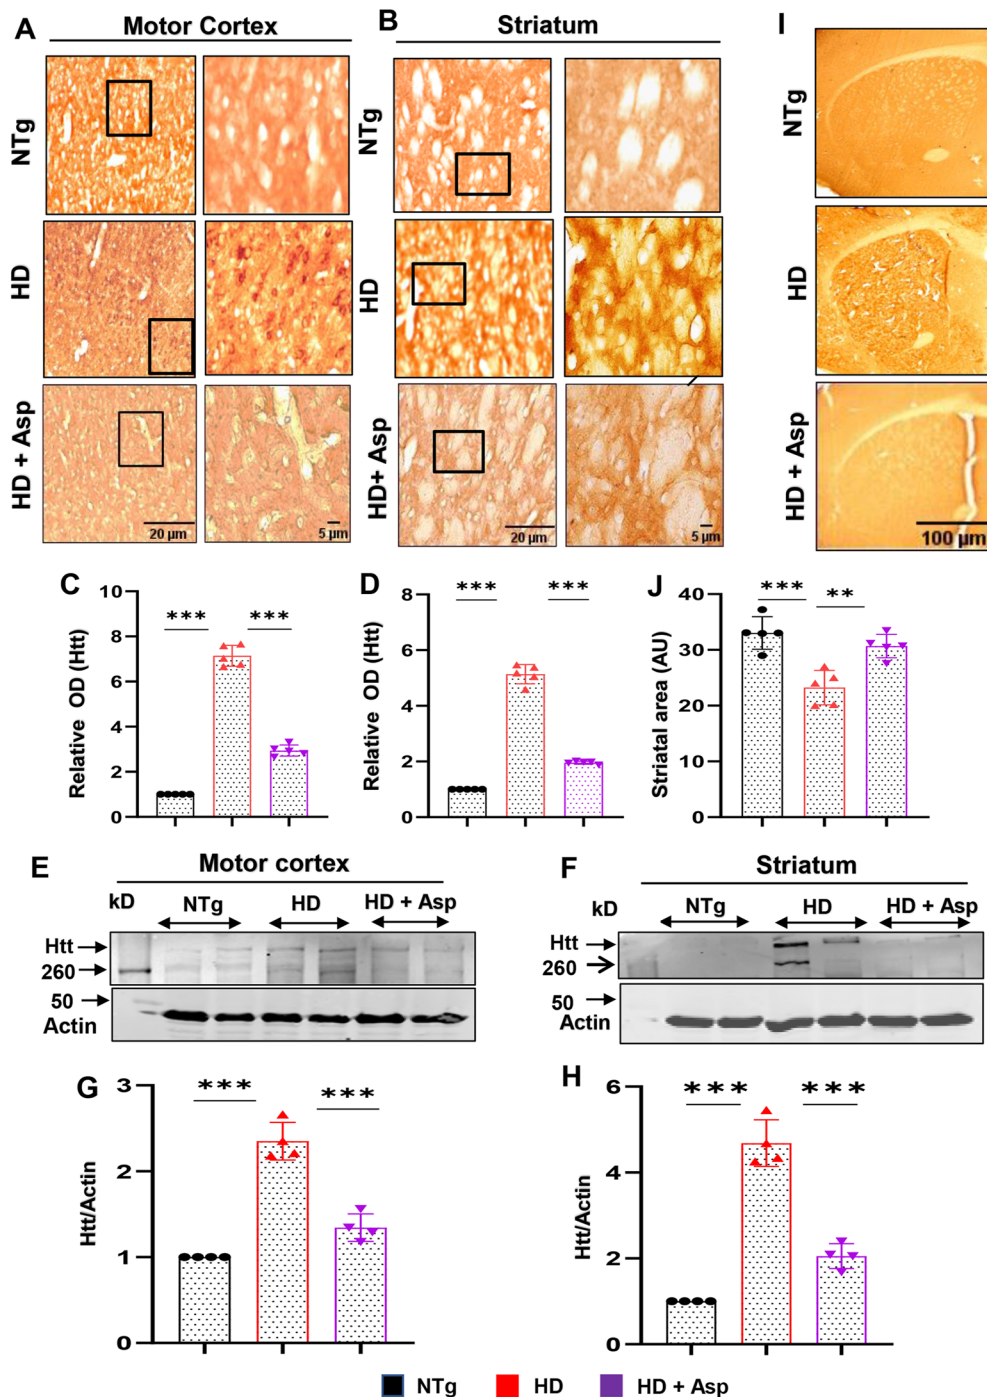 A Motor Cortex
B Striatum
I
NTg
HD
HD + Asp
20 µm
5 µm
NTg
HD
HD+ Asp
20 µm
5 µm
NTg
HD
HD + Asp
100 µm
C
Relative OD (Htt)
10
8
6
4
2
0
*** ***
D
Relative OD (Htt)
8
6
4
2
0
*** ***
J
Striatal area (AU)
40
30
20
10
0
*** **
E Motor cortex
kD NTg HD HD + Asp
Htt
260
50
Actin
F Striatum
kD NTg HD HD + Asp
Htt
260
50
Actin
G
Htt/Actin
3
2
1
0
*** ***
H
Htt/Actin
6
4
2
0
*** ***
NTg HD HD + Asp